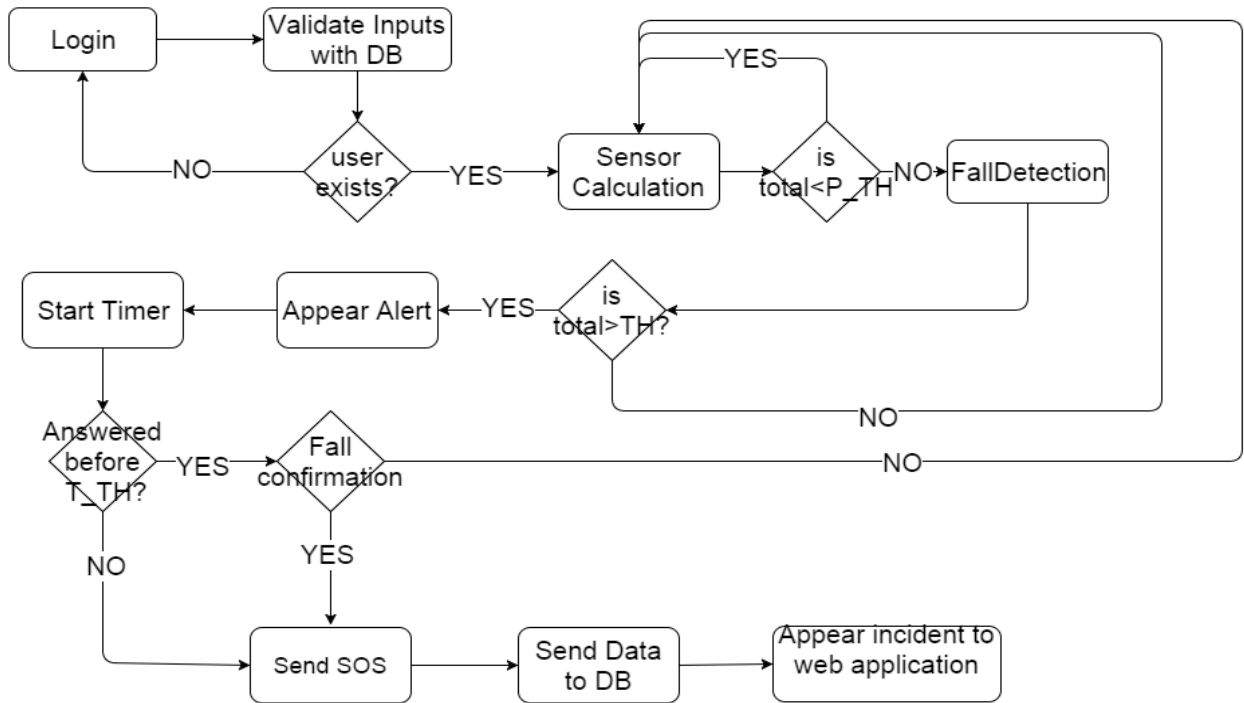 Login
Validate Inputs
with DB
user
exists?
NO
YES
Sensor
Calculation
is
total<P_TH
YES
NO
FallDetection
is
total>TH?
YES
NO
Appear Alert
Start Timer
Answered
before
T_TH?
YES
NO
Fall
confirmation
NO
YES
Send SOS
Send Data
to DB
Appear incident to
web application